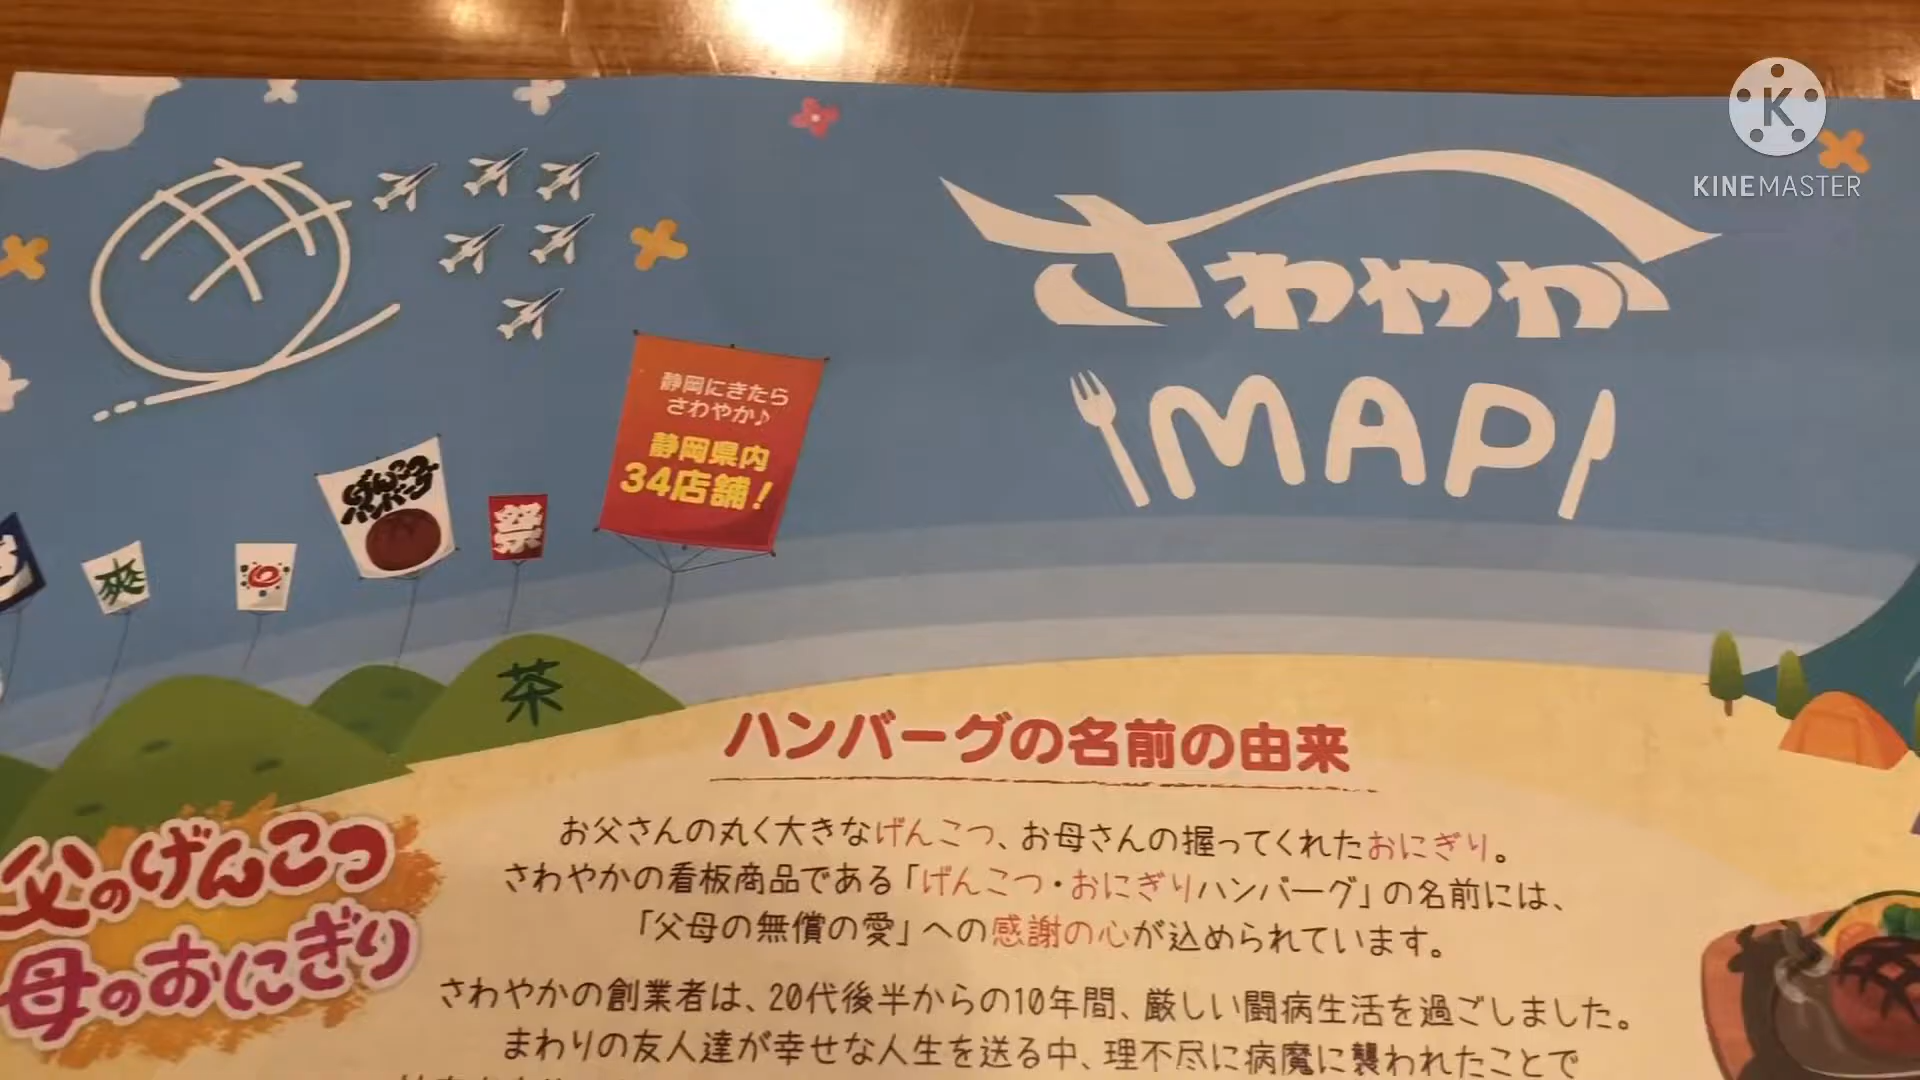 KINEMASTER
さわやか
MAP
静岡にきたら
さわやか♪
静岡県内
34店舗!
げんこつ
ハンバーグ
祭
爽
茶
ハンバーグの名前の由来
父のげんこつ
母のおにぎり
お父さんの丸く大きなげんこつ、お母さんの握ってくれたおにぎり。
さわやかの看板商品である「げんこつ・おにぎりハンバーグ」の名前には、
「父母の無償の愛」への感謝の心が込められています。
さわやかの創業者は、20代後半からの10年間、厳しい闘病生活を過ごしました。
まわりの友人達が幸せな人生を送る中、理不尽に病魔に襲われたことで